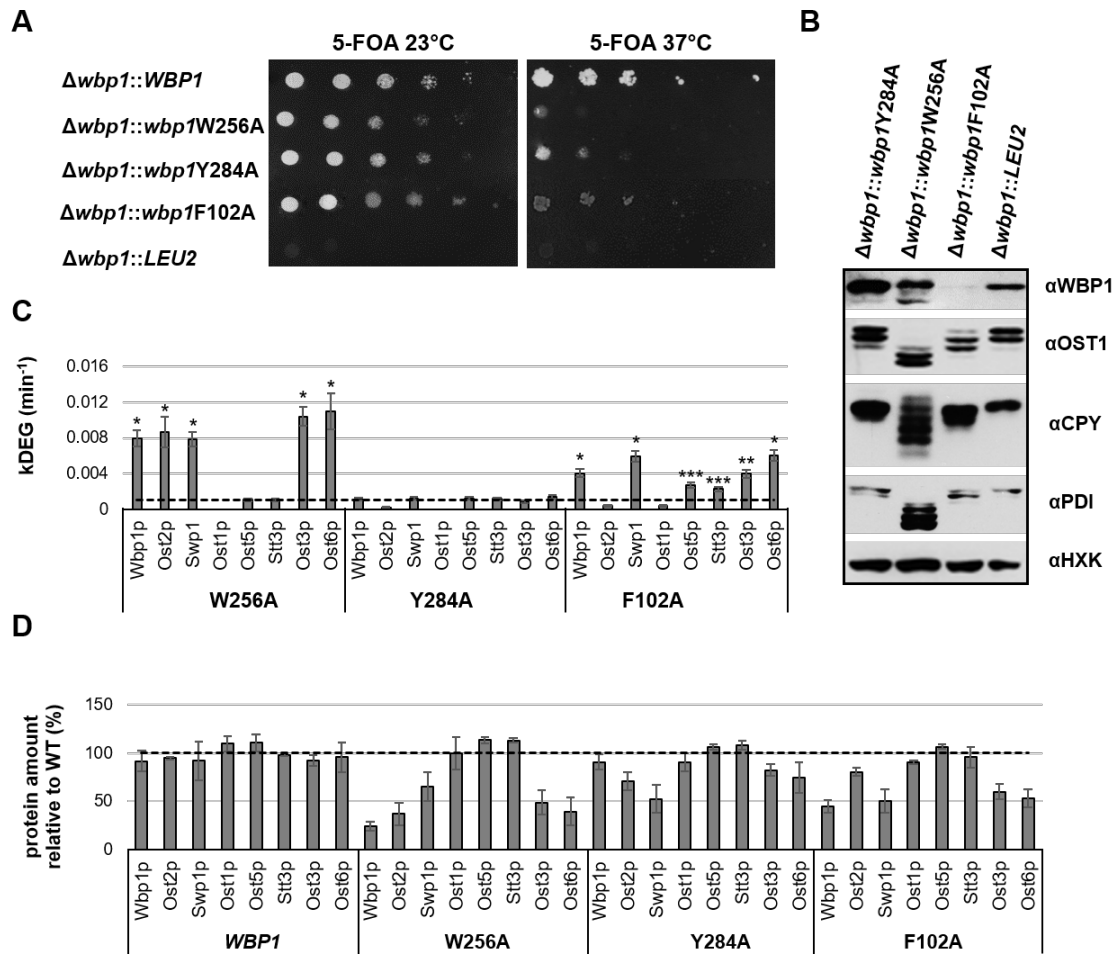 A
5-FOA 23°C
5-FOA 37°C
Δwbp1::WBP1
Δwbp1::wbp1W256A
Δwbp1::wbp1Y284A
Δwbp1::wbp1F102A
Δwbp1::LEU2
B
Δwbp1::wbp1Y284A
Δwbp1::wbp1W256A
Δwbp1::wbp1F102A
Δwbp1::LEU2
αWBP1
αOST1
αCPY
αPDI
αHXK
C
kDEG (min⁻¹)
0.016
0.012
0.008
0.004
0
* * * * * * * *** *** ** *
Wbp1p Ost2p Swp1 Ost1p Ost5p Stt3p Ost3p Ost6p
W256A
Wbp1p Ost2p Swp1 Ost1p Ost5p Stt3p Ost3p Ost6p
Y284A
Wbp1p Ost2p Swp1 Ost1p Ost5p Stt3p Ost3p Ost6p
F102A
D
protein amount
relative to WT (%)
150
100
50
0
Wbp1p Ost2p Swp1p Ost1p Ost5p Stt3p Ost3p Ost6p
WBP1
Wbp1p Ost2p Swp1p Ost1p Ost5p Stt3p Ost3p Ost6p
W256A
Wbp1p Ost2p Swp1p Ost1p Ost5p Stt3p Ost3p Ost6p
Y284A
Wbp1p Ost2p Swp1p Ost1p Ost5p Stt3p Ost3p Ost6p
F102A